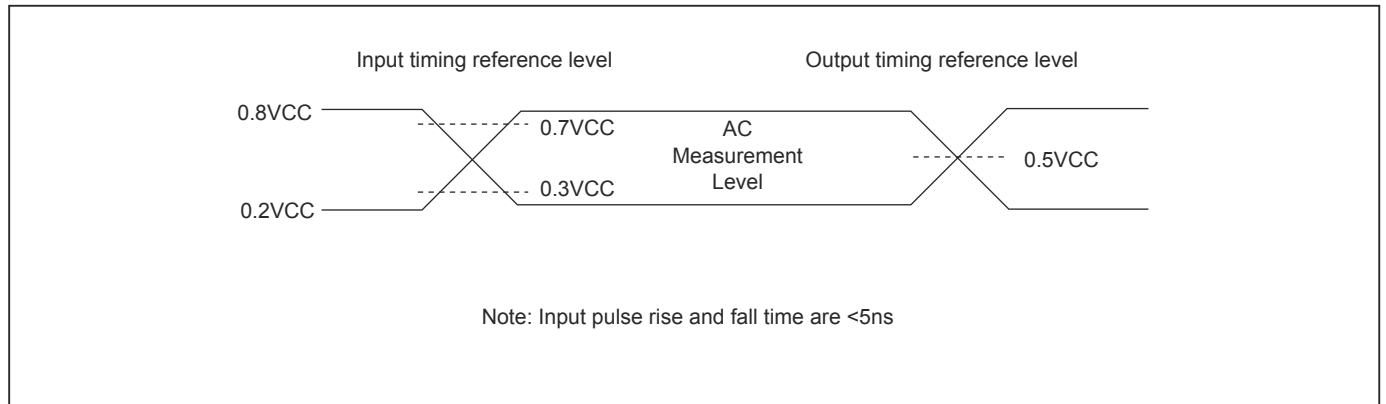 Input timing reference level
Output timing reference level
0.8VCC
0.7VCC
AC
Measurement
Level
0.5VCC
0.3VCC
0.2VCC
Note: Input pulse rise and fall time are <5ns